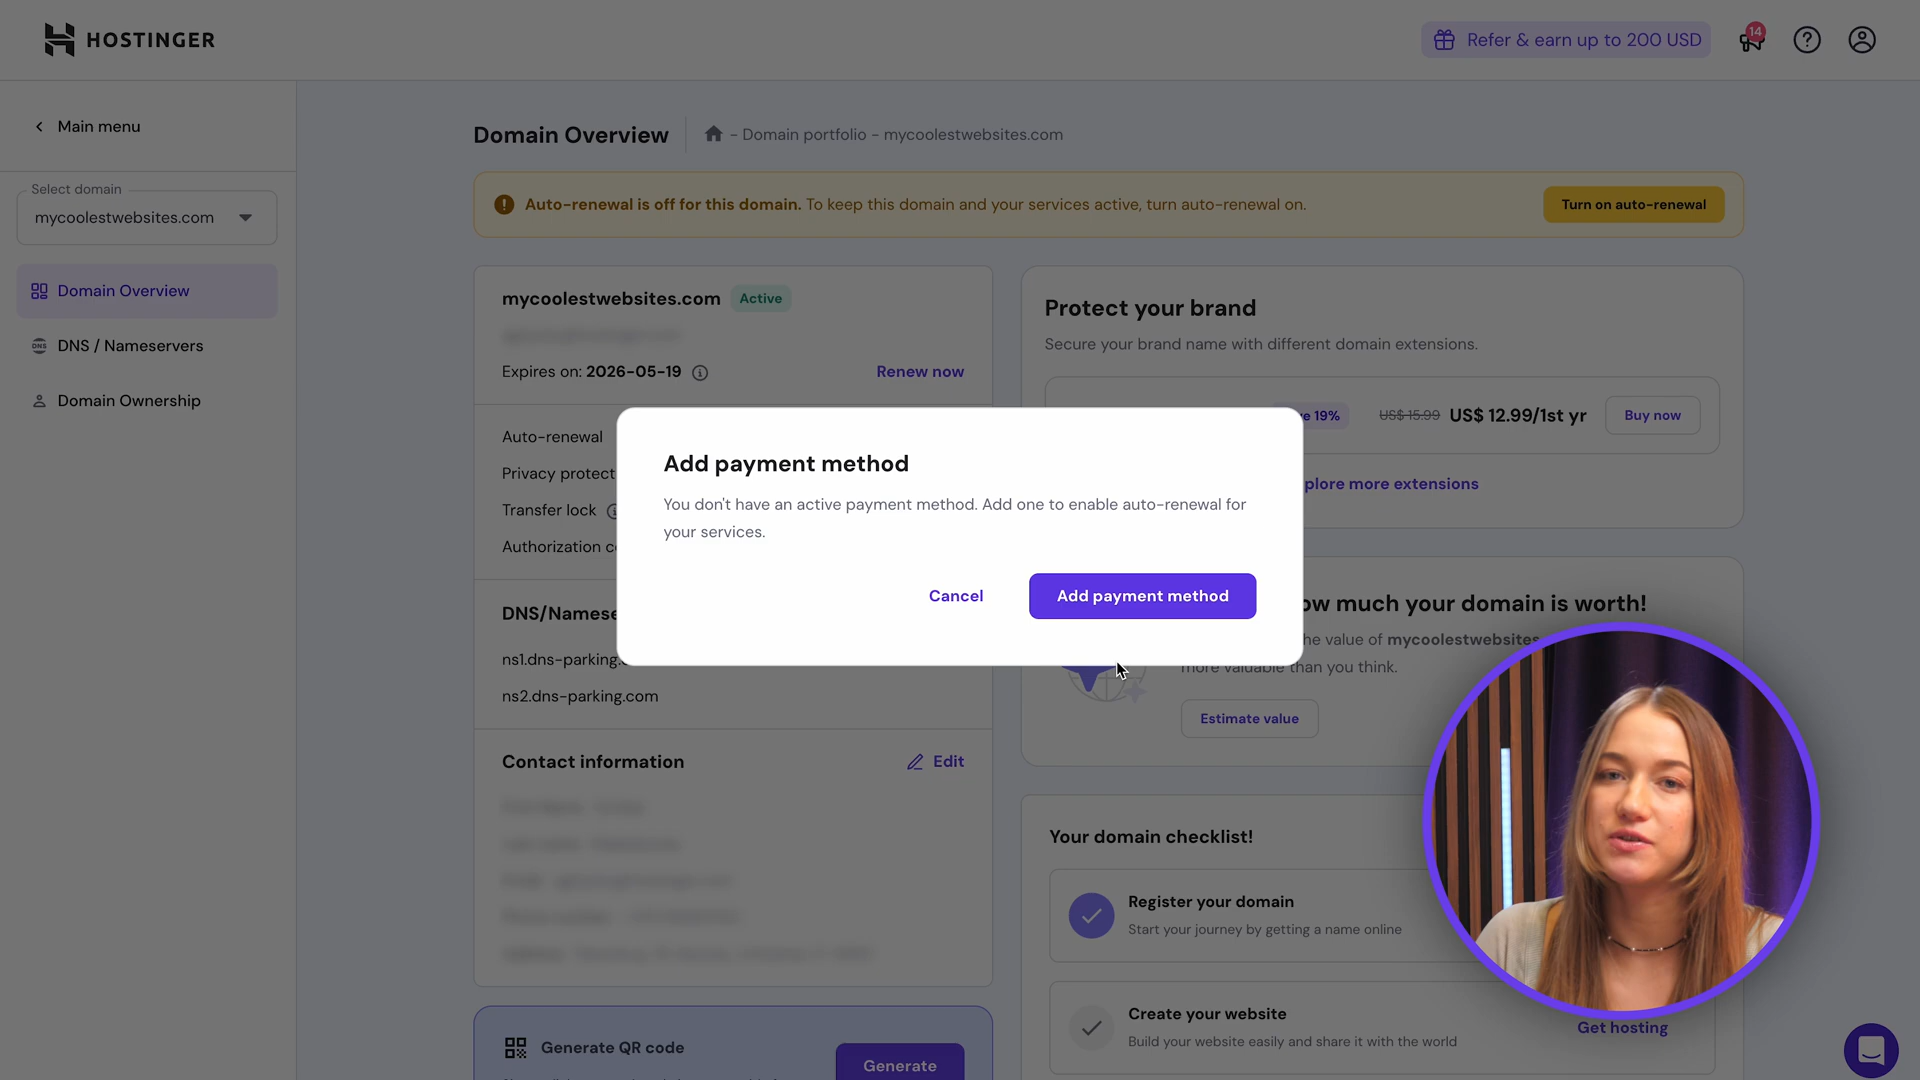 HOSTINGER
Refer & earn up to 200 USD
14
Main menu
Select domain
mycoolestwebsites.com
Domain Overview
DNS
DNS / Nameservers
Domain Ownership
Domain Overview
- Domain portfolio - mycoolestwebsites.com
Auto-renewal is off for this domain. To keep this domain and your services active, turn auto-renewal on.
Turn on auto-renewal
mycoolestwebsites.com
Active
Expires on: 2026-05-19
Renew now
Auto-renewal
Privacy protect
Transfer lock
Authorization
DNS/Namese
ns1.dns-parking.
ns2.dns-parking.com
Contact information
Edit
Generate QR code
Generate
Protect your brand
Secure your brand name with different domain extensions.
19%
US$ 15.99 US$ 12.99/1st yr
Buy now
plore more extensions
Add payment method
You don't have an active payment method. Add one to enable auto-renewal for
your services.
Cancel
Add payment method
ow much your domain is worth!
he value of mycoolestwebsites
more valuable than you think.
Estimate value
Your domain checklist!
Register your domain
Start your journey by getting a name online
Create your website
Build your website easily and share it with the world
Get hosting